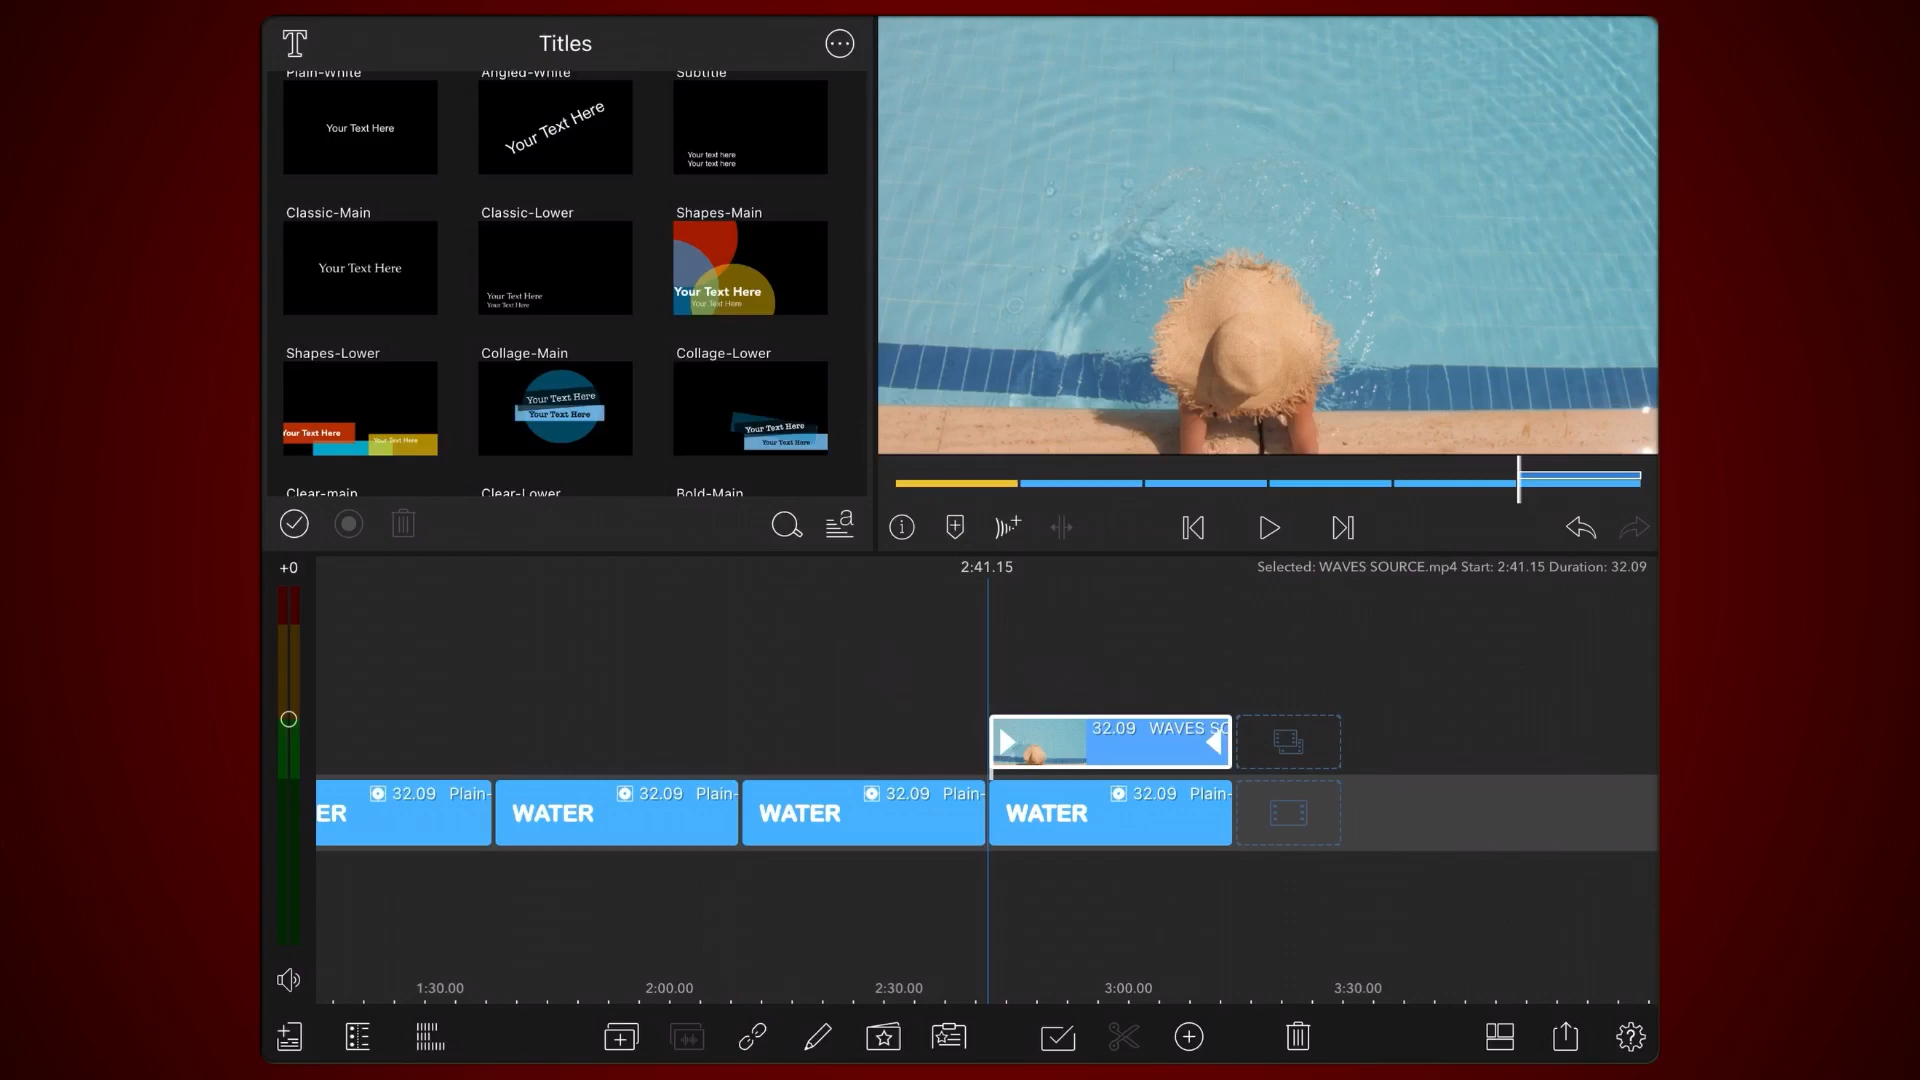 Titles
Plain-White
Angled-White
Subtitle
Your Text Here
Your Text Here
Your text here
Your text here
Classic-Main
Classic-Lower
Shapes-Main
Your Text Here
Your Text Here
Your Text Here
Your Text Here
Your Text Here
Shapes-Lower
Collage-Main
Collage-Lower
Your Text Here
Your Text Here
Your Text Here
Your Text Here
Your Text Here
Your Text Here
Clear-main
Clear-Lower
Bold-Main
+0
2:41.15
Selected: WAVES SOURCE.mp4 Start: 2:41.15 Duration: 32.09
32.09 WAVES SO
ER 32.09 Plain-
WATER 32.09 Plain-
WATER 32.09 Plain-
WATER 32.09 Plain-
1:30.00
2:00.00
2:30.00
3:00.00
3:30.00